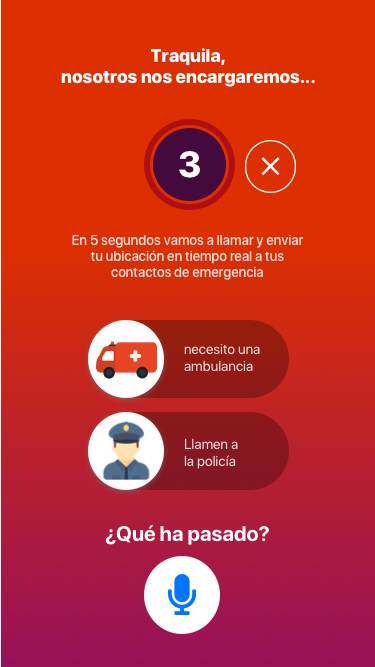 Traquila,
nosotros nos encargaremos...
3
En 5 segundos vamos a llamar y enviar
tu ubicación en tiempo real a tus
contactos de emergencia
necesito una
ambulancia
Llamen a
la policía
¿Qué ha pasado?